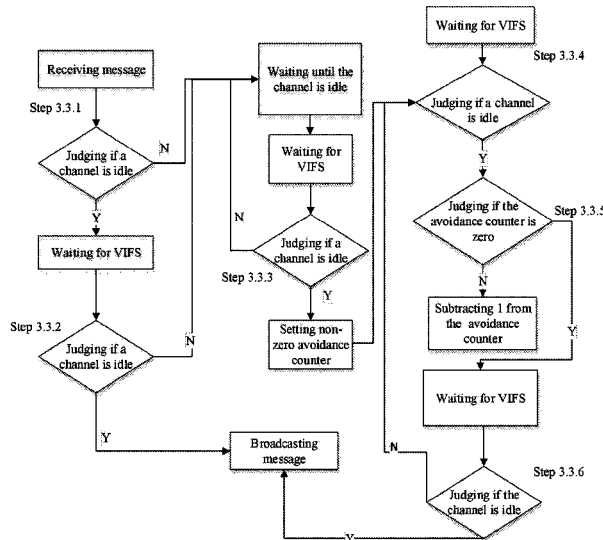 Receiving message
Step 3.3.1
Judging if a
channel is idle
N
Y
Waiting for VIFS
Step 3.3.2
Judging if a
channel is idle
N
Y
Waiting until the
channel is idle
Waiting for
VIFS
N
Judging if a
channel is idle
Step 3.3.3
Y
Setting non-
zero avoidance
counter
Broadcasting
message
Waiting for VIFS
Step 3.3.4
Judging if a channel
is idle
Y
Judging if the
avoidance counter is
zero
Step 3.3.5
N
Subtracting 1 from
the avoidance
counter
Y
Waiting for VIFS
N
Step 3.3.6
Judging if the
channel is idle
Y